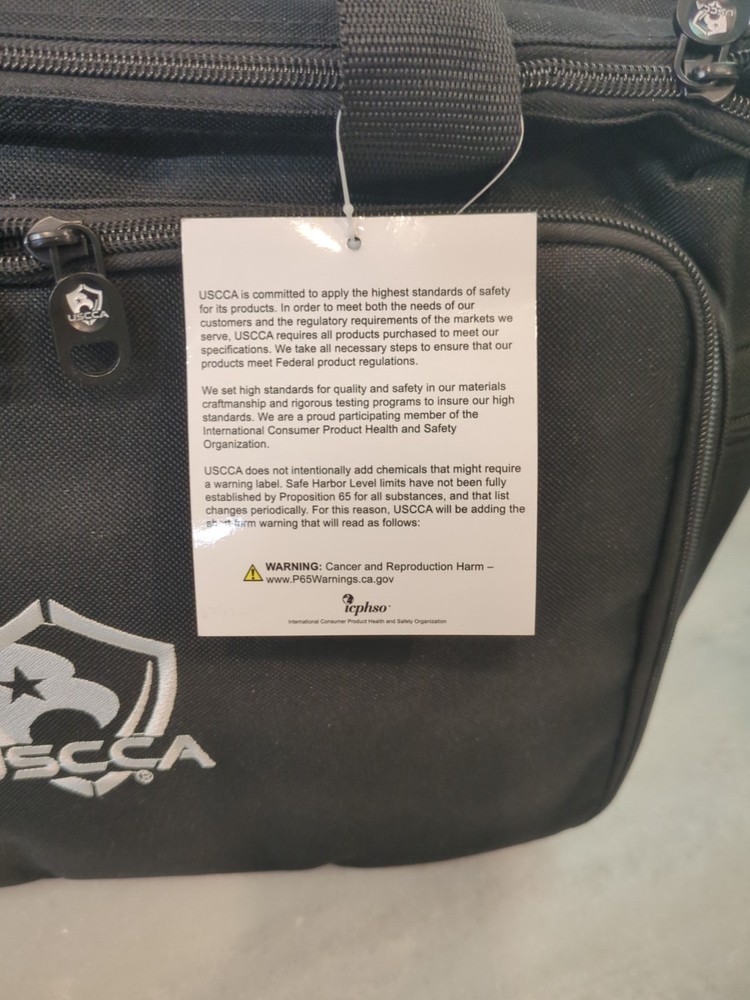 USCCA
USCCA
USCCA is committed to apply the highest standards of safety
for its products. In order to meet both the needs of our
customers and the regulatory requirements of the markets we
serve, USCCA requires all products purchased to meet our
specifications. We take all necessary steps to ensure that our
products meet Federal product regulations.
We set high standards for quality and safety in our materials
craftmanship and rigorous testing programs to insure our high
standards. We are a proud participating member of the
International Consumer Product Health and Safety
Organization.
USCCA does not intentionally add chemicals that might require
a warning label. Safe Harbor Level limits have not been fully
established by Proposition 65 for all substances, and that list
changes periodically. For this reason, USCCA will be adding the
short form warning that will read as follows:
WARNING: Cancer and Reproduction Harm –
www.P65Warnings.ca.gov
icphso
International Consumer Product Health and Safety Organization
USCCA®